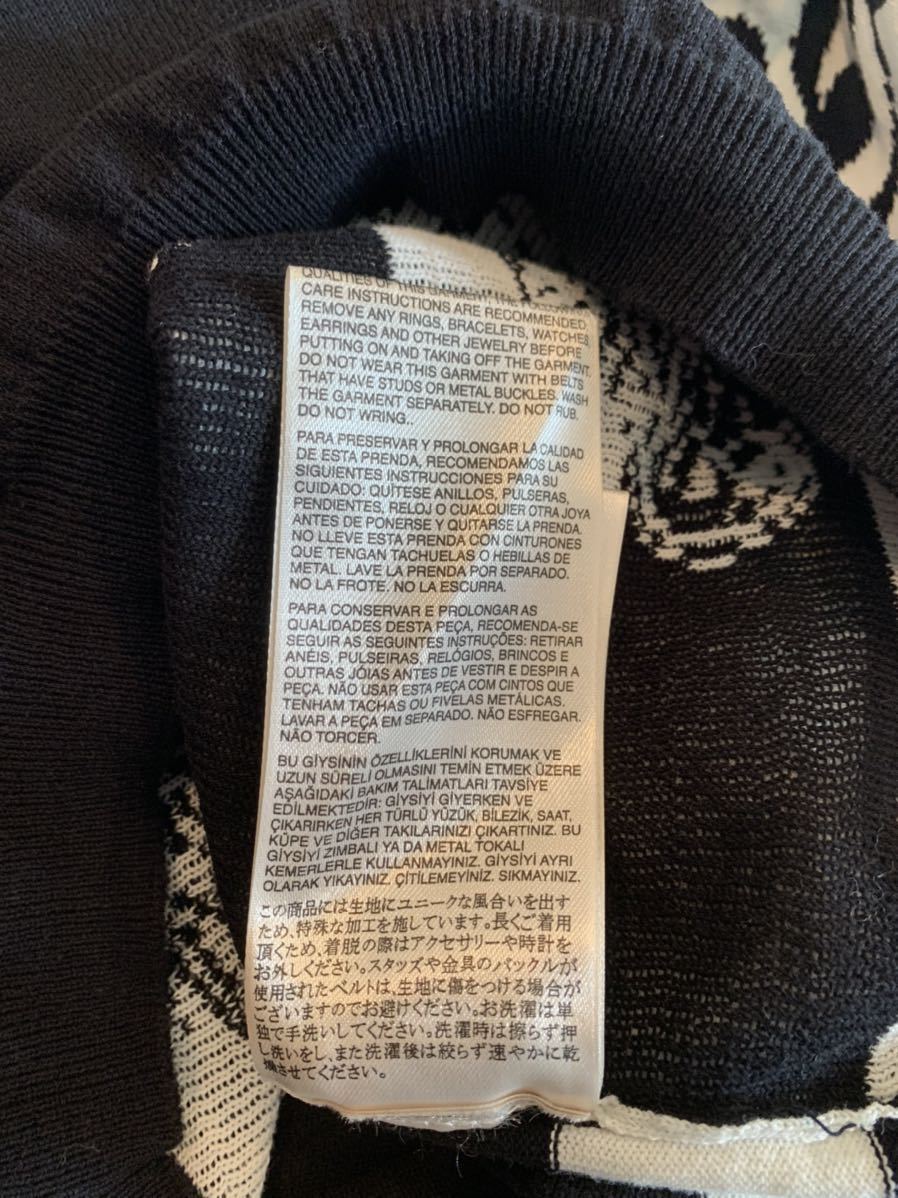 QUALITIES OF THIS GARMENT, THE FOLLOWING
CARE INSTRUCTIONS ARE RECOMMENDED.
REMOVE ANY RINGS, BRACELETS, WATCHES,
EARRINGS AND OTHER JEWELRY BEFORE
PUTTING ON AND TAKING OFF THE GARMENT.
DO NOT WEAR THIS GARMENT WITH BELTS
THAT HAVE STUDS OR METAL BUCKLES. WASH
THE GARMENT SEPARATELY. DO NOT RUB.
DO NOT WRING..
PARA PRESERVAR Y PROLONGAR LA CALIDAD
DE ESTA PRENDA, RECOMENDAMOS LAS
SIGUIENTES INSTRUCCIONES PARA SU
CUIDADO: QUÍTESE ANILLOS, PULSERAS,
PENDIENTES, RELOJ O CUALQUIER OTRA JOYA
ANTES DE PONERSE Y QUITARSE LA PRENDA.
NO LLEVE ESTA PRENDA CON CINTURONES
QUE TENGAN TACHUELAS O HEBILLAS DE
METAL. LAVE LA PRENDA POR SEPARADO.
NO LA FROTE. NO LA ESCURRA.
PARA CONSERVAR E PROLONGAR AS
QUALIDADES DESTA PEÇA, RECOMENDA-SE
SEGUIR AS SEGUINTES INSTRUÇÕES: RETIRAR
ANÉIS, PULSEIRAS, RELÓGIOS, BRINCOS E
OUTRAS JÓIAS ANTES DE VESTIR E DESPIR A
PEÇA. NÃO USAR ESTA PEÇA COM CINTOS QUE
TENHAM TACHAS OU FIVELAS METÁLICAS.
LAVAR A PEÇA EM SEPARADO. NÃO ESFREGAR.
NÃO TORCER.
BU GİYSİNİN ÖZELLİKLERİNİ KORUMAK VE
UZUN SÜRELİ OLMASINI TEMİN ETMEK ÜZERE
AŞAĞIDAKİ BAKIM TALİMATLARI TAVSİYE
EDİLMEKTEDİR: GİYSİYİ GİYERKEN VE
ÇIKARIRKEN HER TÜRLÜ YÜZÜK, BİLEZİK, SAAT,
KÜPE VE DİĞER TAKILARINIZI ÇIKARTINIZ. BU
GİYSİYİ ZIMBALI YA DA METAL TOKALI
KEMERLERLE KULLANMAYINIZ. GİYSİYİ AYRI
OLARAK YIKAYINIZ. ÇİTİLEMEYİNİZ. SIKMAYINIZ.
この商品には生地にユニークな風合いを出す
ため、特殊な加工を施しています。長くご着用
頂くため、着脱の際はアクセサリーや時計を
お外しください。スタッズや金具のバックルが
使用されたベルトは、生地に傷をつける場合が
ございますのでお避けください。お洗濯は単
独で手洗いしてください。洗濯時は擦らず押
し洗いをし、また洗濯後は絞らず速やかに乾
燥させてください。